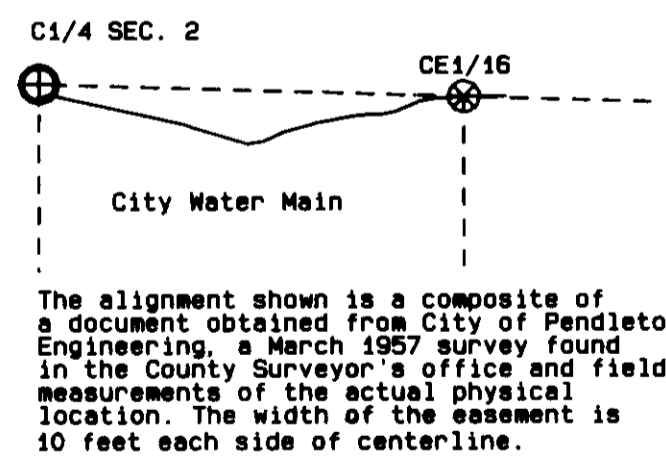 C1/4 SEC. 2
CE1/16
City Water Main
The alignment shown is a composite of
a document obtained from City of Pendleto
Engineering, a March 1957 survey found
in the County Surveyor's office and field
measurements of the actual physical
location. The width of the easement is
10 feet each side of centerline.